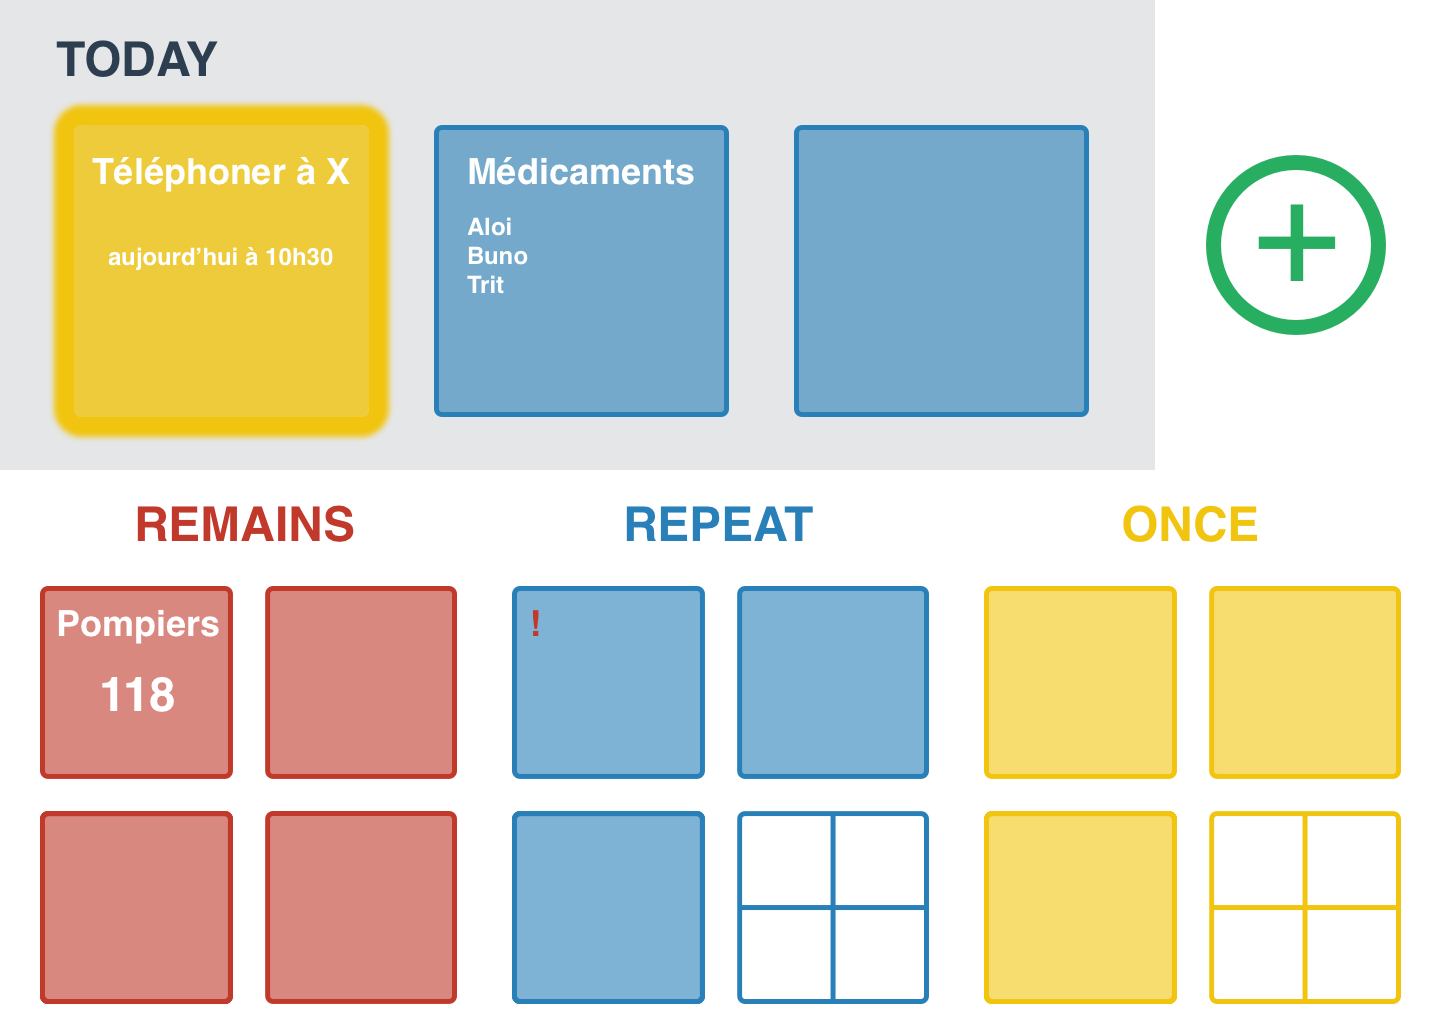 TODAY
Téléphoner à X
aujourd’hui à 10h30
Médicaments
Aloi
Buno
Trit
+
REMAINS
REPEAT
ONCE
Pompiers
118
!